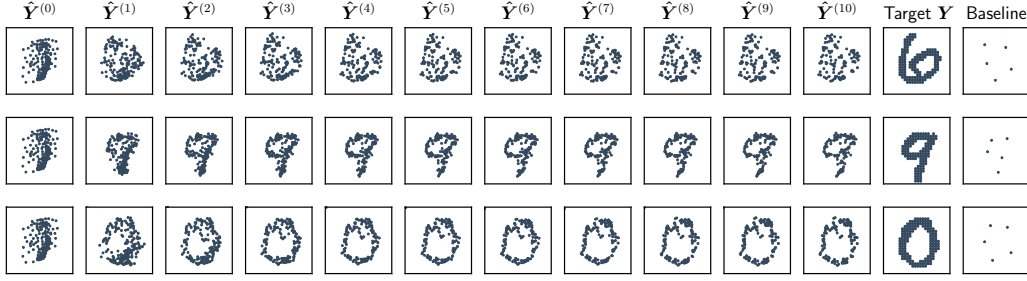 Ŷ⁽⁰⁾ Ŷ⁽¹⁾ Ŷ⁽²⁾ Ŷ⁽³⁾ Ŷ⁽⁴⁾ Ŷ⁽⁵⁾ Ŷ⁽⁶⁾ Ŷ⁽⁷⁾ Ŷ⁽⁸⁾ Ŷ⁽⁹⁾ Ŷ⁽¹⁰⁾ Target Y Baseline